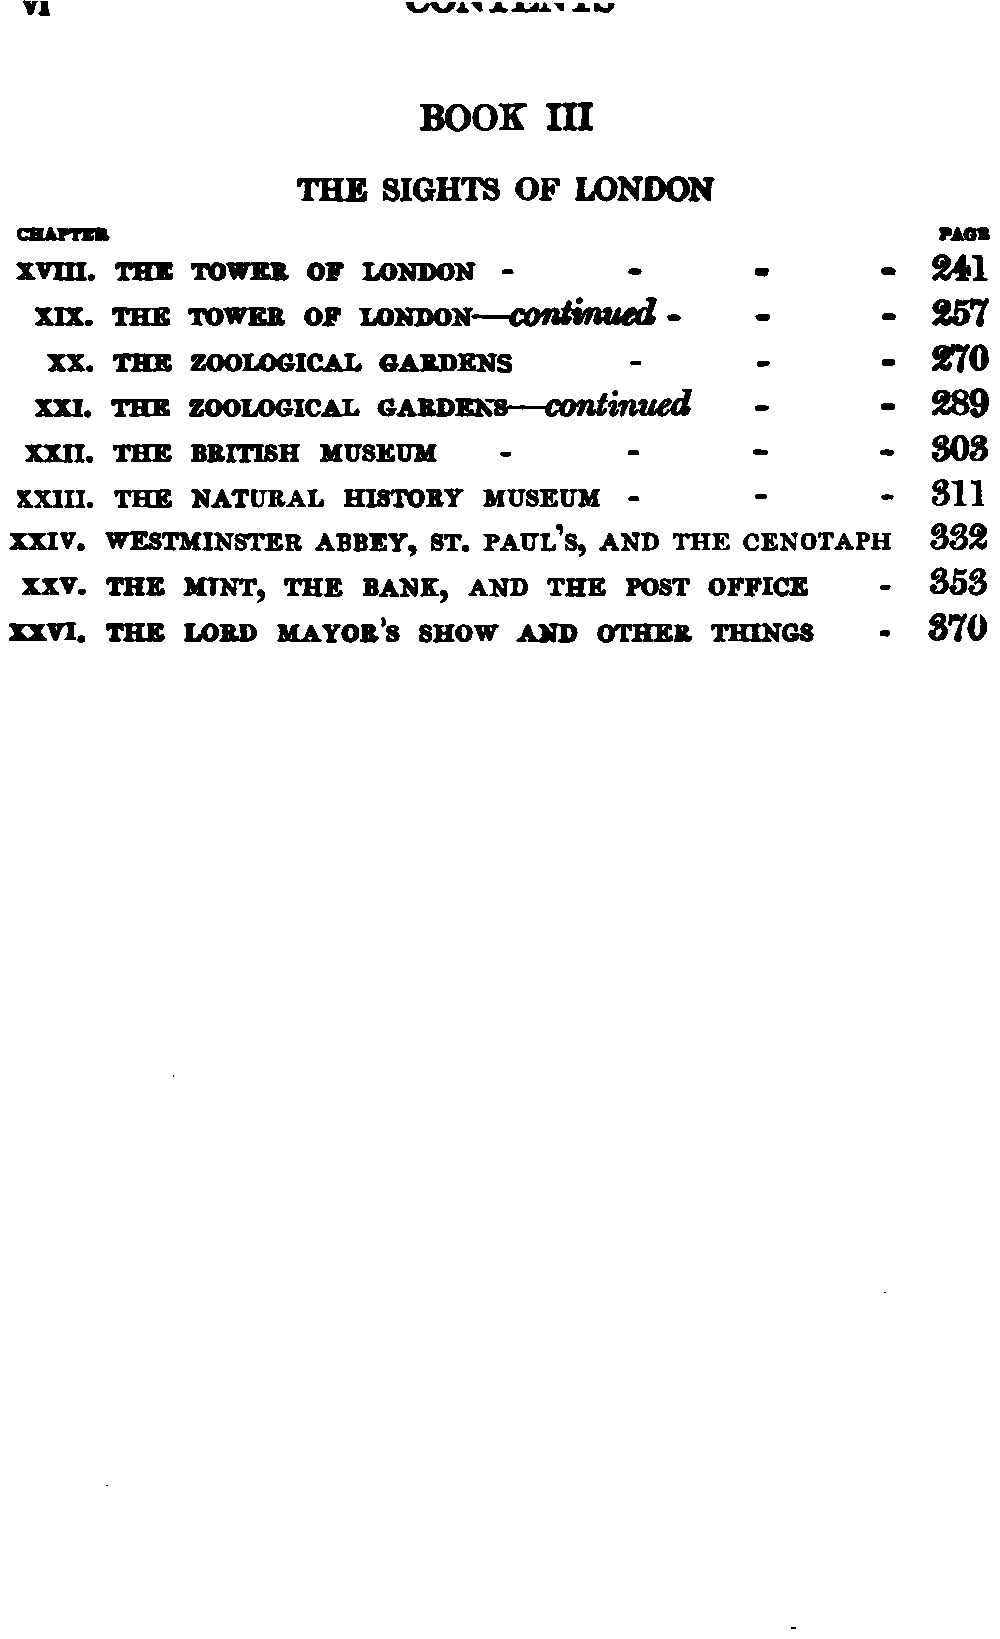 vi CONTENTS
BOOK III
THE SIGHTS OF LONDON
CHAPTER PAGE
XVIII. THE TOWER OF LONDON - - - - 241
XIX. THE TOWER OF LONDON—continued - - - 257
XX. THE ZOOLOGICAL GARDENS - - - 270
XXI. THE ZOOLOGICAL GARDENS—continued - - 289
XXII. THE BRITISH MUSEUM - - - - 303
XXIII. THE NATURAL HISTORY MUSEUM - - - 311
XXIV. WESTMINSTER ABBEY, ST. PAUL'S, AND THE CENOTAPH 332
XXV. THE MINT, THE BANK, AND THE POST OFFICE - 353
XXVI. THE LORD MAYOR'S SHOW AND OTHER THINGS - 370